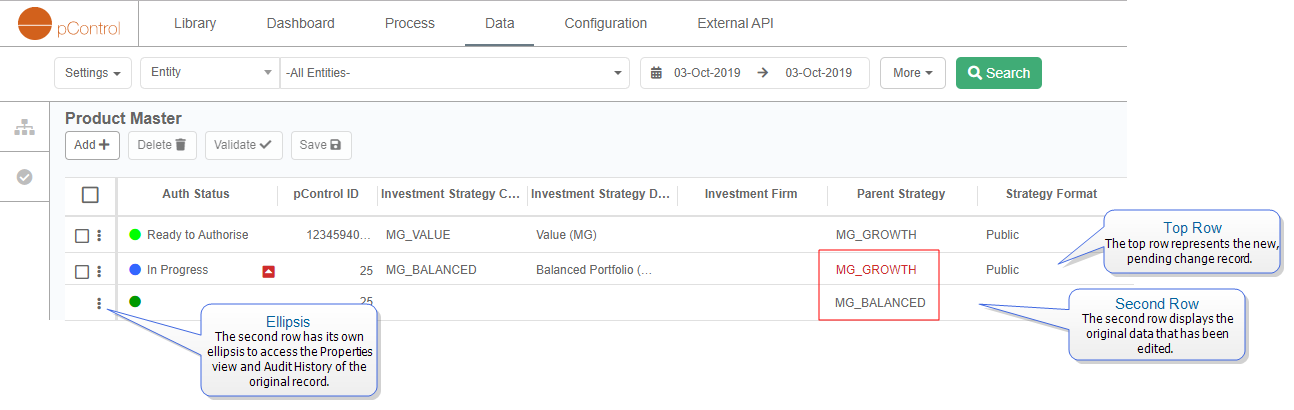 pControl
Library Dashboard Process Data Configuration External API
Settings Entity -All Entities- 03-Oct-2019 03-Oct-2019 More Search
Product Master
Add Delete Validate Save
Auth Status pControl ID Investment Strategy C... Investment Strategy D... Investment Firm Parent Strategy Strategy Format
Ready to Authorise 12345940... MG_VALUE Value (MG) MG_GROWTH Public
In Progress 25 MG_BALANCED Balanced Portfolio (... MG_GROWTH Public
25 MG_BALANCED
Top Row
The top row represents the new,
pending change record.
Second Row
The second row displays the
original data that has been
edited.
Ellipsis
The second row has its own
ellipsis to access the Properties
view and Audit History of the
original record.